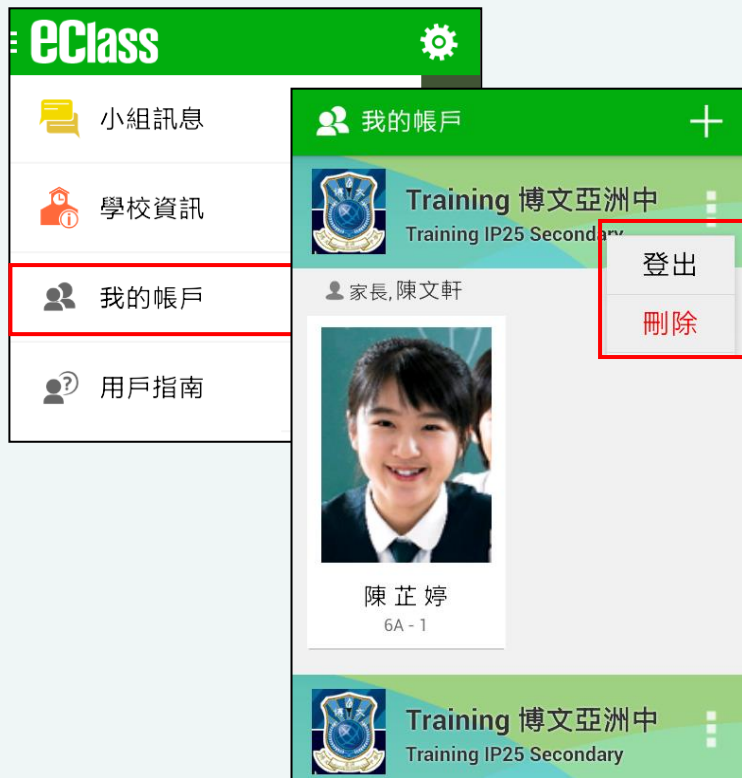 eClass
小組訊息
學校資訊
我的帳戶
用戶指南
我的帳戶
Training 博文亞洲中
Training IP25 Secondary
登出
刪除
家長, 陳文軒
陳 芷 婷
6A - 1
Training 博文亞洲中
Training IP25 Secondary